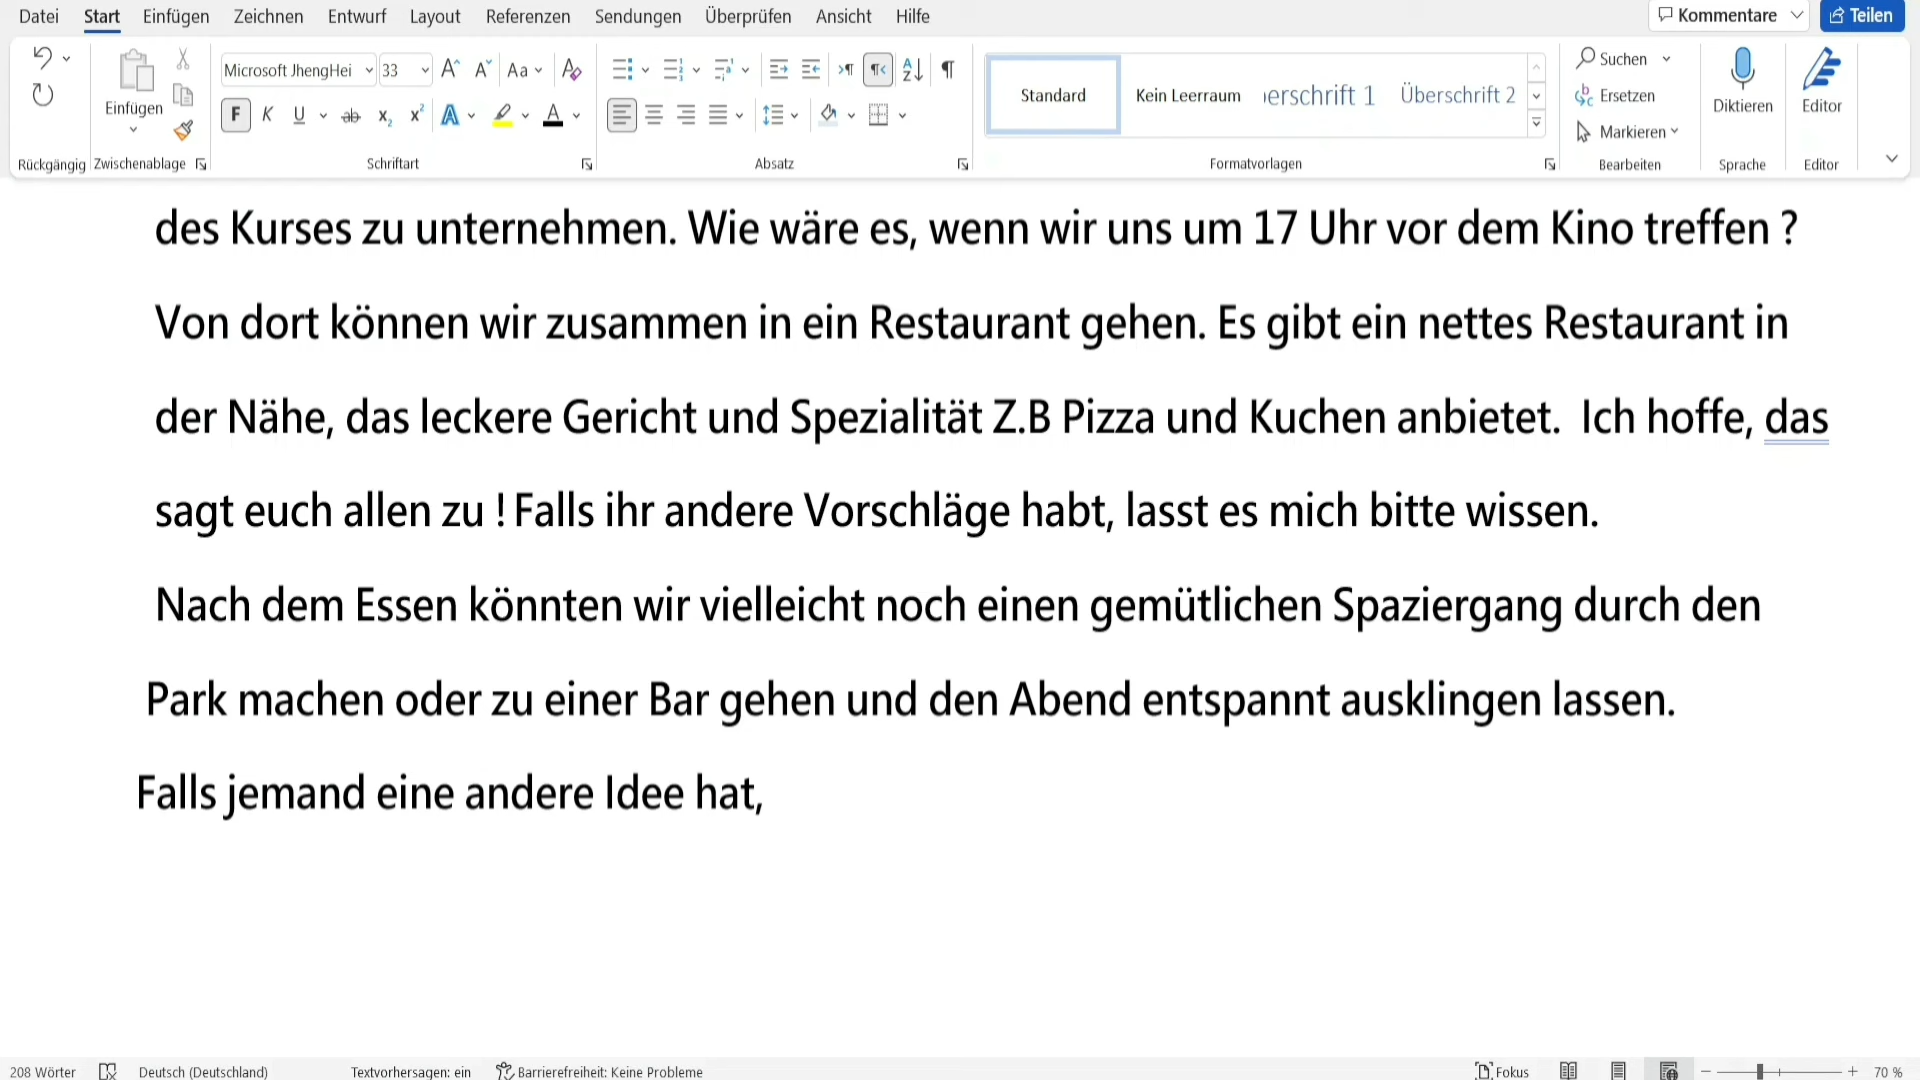 Datei Start Einfügen Zeichnen Entwurf Layout Referenzen Sendungen Überprüfen Ansicht Hilfe Kommentare Teilen
Microsoft JhengHei 33 Suchen
Einfügen Standard Kein Leerraum erschrift 1 Überschrift 2 Ersetzen Diktieren Editor
F K U ab Markieren
Rückgängig Zwischenablage Schriftart Absatz Formatvorlagen Bearbeiten Sprache Editor
des Kurses zu unternehmen. Wie wäre es, wenn wir uns um 17 Uhr vor dem Kino treffen ?
Von dort können wir zusammen in ein Restaurant gehen. Es gibt ein nettes Restaurant in
der Nähe, das leckere Gericht und Spezialität Z.B Pizza und Kuchen anbietet. Ich hoffe, das
sagt euch allen zu ! Falls ihr andere Vorschläge habt, lasst es mich bitte wissen.
Nach dem Essen könnten wir vielleicht noch einen gemütlichen Spaziergang durch den
Park machen oder zu einer Bar gehen und den Abend entspannt ausklingen lassen.
Falls jemand eine andere Idee hat,
208 Wörter Deutsch (Deutschland) Textvorhersagen: ein Barrierefreiheit: Keine Probleme Fokus 70 %